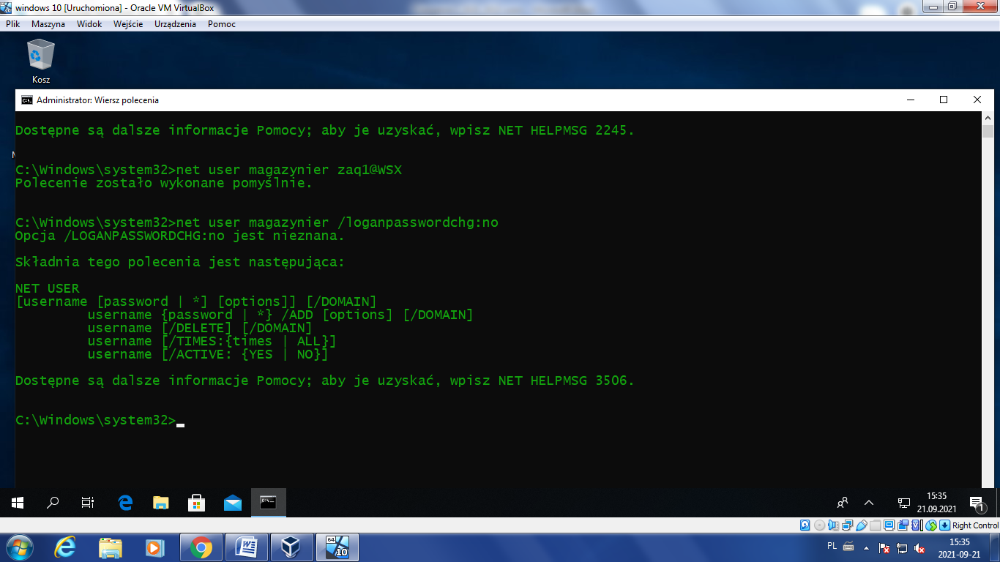 windows 10 [Uruchomiona] - Oracle VM VirtualBox
Plik Maszyna Widok Wejście Urządzenia Pomoc
Kosz
Administrator: Wiersz polecenia
Dostępne są dalsze informacje Pomocy; aby je uzyskać, wpisz NET HELPMSG 2245.
C:\Windows\system32>net user magazynier zaq1@WSX
Polecenie zostało wykonane pomyślnie.
C:\Windows\system32>net user magazynier /loganpasswordchg:no
Opcja /LOGANPASSWORDCHG:no jest nieznana.
Składnia tego polecenia jest następująca:
NET USER
[username [password | *] [options]] [/DOMAIN]
username {password | *} /ADD [options] [/DOMAIN]
username [/DELETE] [/DOMAIN]
username [/TIMES:{times | ALL}]
username [/ACTIVE: {YES | NO}]
Dostępne są dalsze informacje Pomocy; aby je uzyskać, wpisz NET HELPMSG 3506.
C:\Windows\system32>
15:35
21.09.2021
1
Right Control
64
10
PL
15:35
2021-09-21